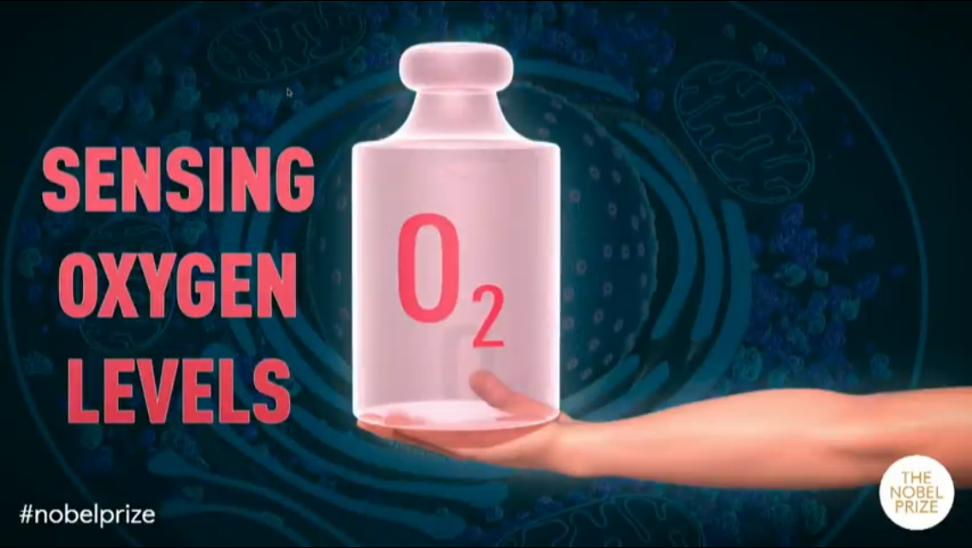 SENSING
OXYGEN
LEVELS
O2
#nobelprize
THE
NOBEL
PRIZE